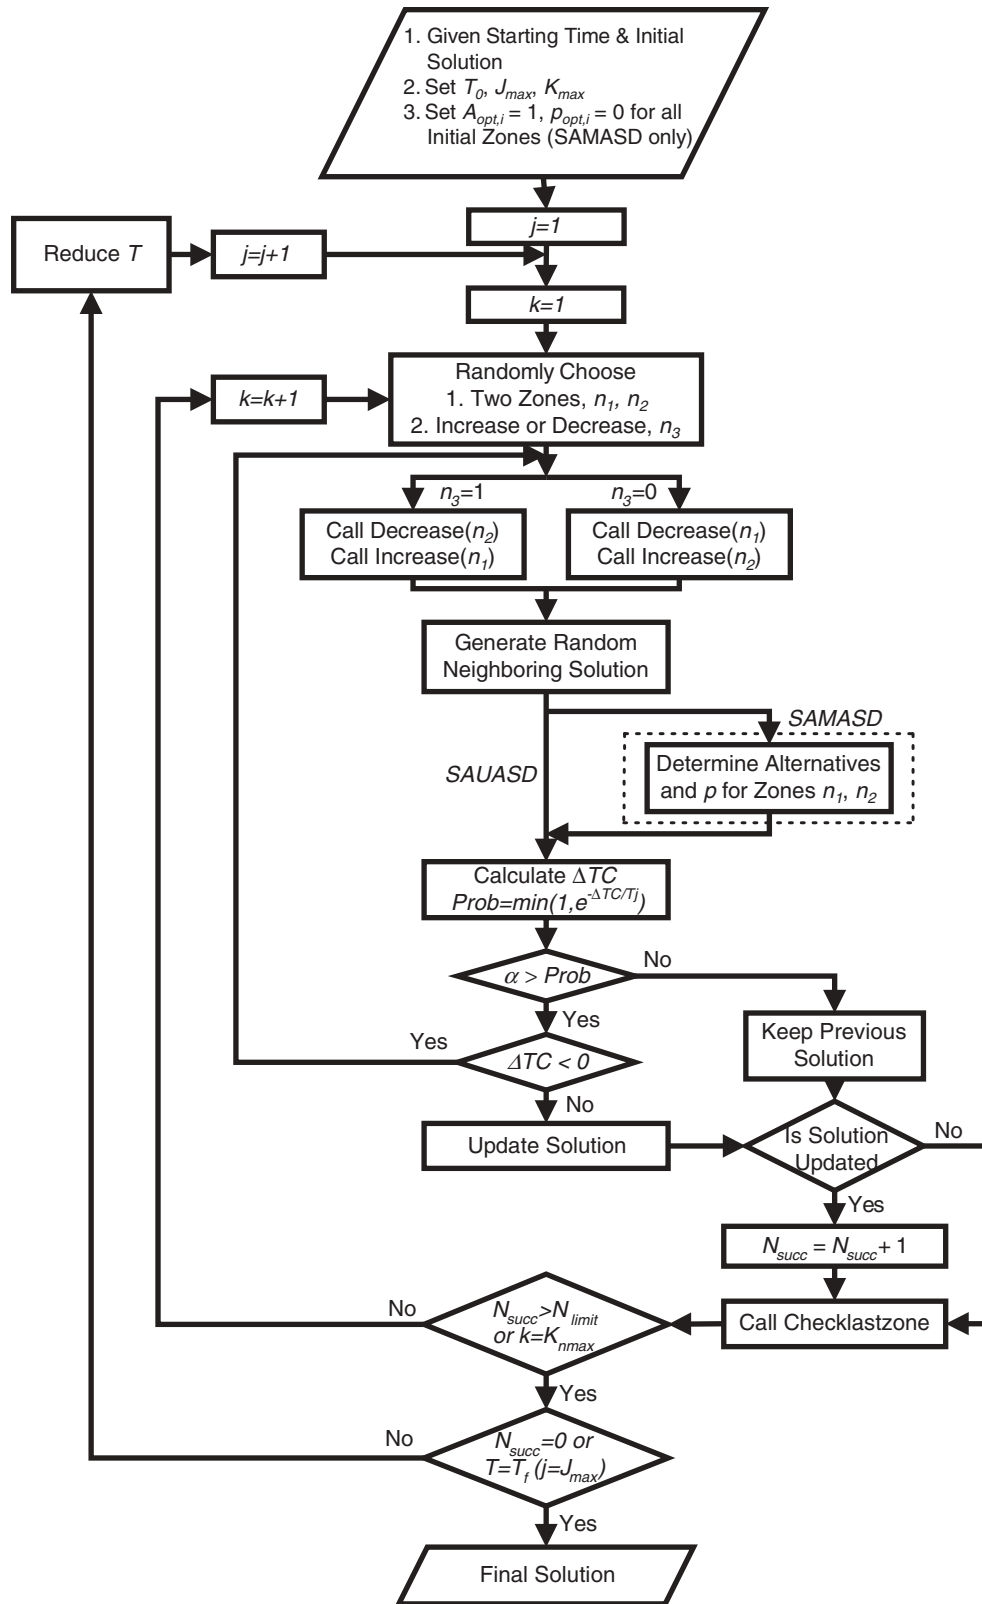 1. Given Starting Time & Initial
Solution
2. Set T0, Jmax, Kmax
3. Set Aopt,i = 1, popt,i = 0 for all
Initial Zones (SAMASD only)
j=1
Reduce T
j=j+1
k=1
Randomly Choose
1. Two Zones, n1, n2
2. Increase or Decrease, n3
k=k+1
n3=1
n3=0
Call Decrease(n2)
Call Increase(n1)
Call Decrease(n1)
Call Increase(n2)
Generate Random
Neighboring Solution
SAMASD
SAUASD
Determine Alternatives
and p for Zones n1, n2
Calculate ΔTC
Prob=min(1,e-ΔTC/Tj)
α > Prob
No
Yes
Keep Previous
Solution
Yes
ΔTC < 0
No
Update Solution
Is Solution
Updated
No
Yes
Nsucc = Nsucc + 1
Call Checklastzone
No
Nsucc>Nlimit
or k=Knmax
Yes
No
Nsucc=0 or
T=Tf (j=Jmax)
Yes
Final Solution